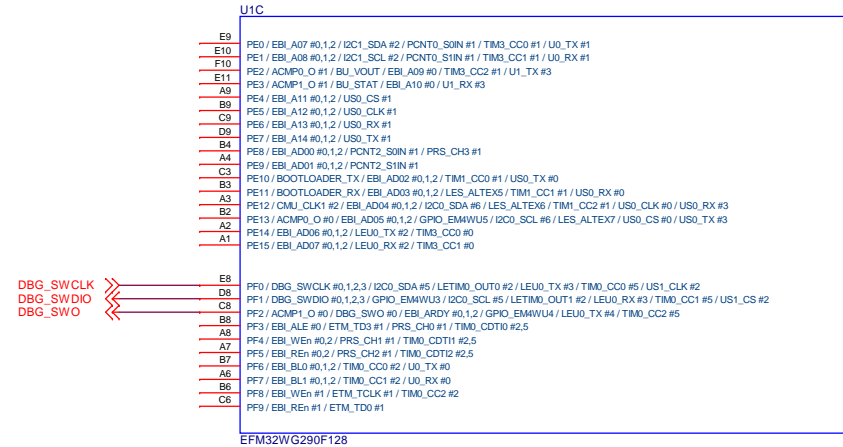 U1C
E9 PE0 / EBI_A07 #0,1,2 / I2C1_SDA #2 / PCNT0_S0IN #1 / TIM3_CC0 #1 / U0_TX #1
E10 PE1 / EBI_A08 #0,1,2 / I2C1_SCL #2 / PCNT0_S1IN #1 / TIM3_CC1 #1 / U0_RX #1
F10 PE2 / ACMP0_O #1 / BU_VOUT / EBI_A09 #0 / TIM3_CC2 #1 / U1_TX #3
E11 PE3 / ACMP1_O #1 / BU_STAT / EBI_A10 #0 / U1_RX #3
A9 PE4 / EBI_A11 #0,1,2 / US0_CS #1
B9 PE5 / EBI_A12 #0,1,2 / US0_CLK #1
C9 PE6 / EBI_A13 #0,1,2 / US0_RX #1
D9 PE7 / EBI_A14 #0,1,2 / US0_TX #1
B4 PE8 / EBI_AD00 #0,1,2 / PCNT2_S0IN #1 / PRS_CH3 #1
A4 PE9 / EBI_AD01 #0,1,2 / PCNT2_S1IN #1
C3 PE10 / BOOTLOADER_TX / EBI_AD02 #0,1,2 / TIM1_CC0 #1 / US0_TX #0
B3 PE11 / BOOTLOADER_RX / EBI_AD03 #0,1,2 / LES_ALTEX5 / TIM1_CC1 #1 / US0_RX #0
A3 PE12 / CMU_CLK1 #2 / EBI_AD04 #0,1,2 / I2C0_SDA #6 / LES_ALTEX6 / TIM1_CC2 #1 / US0_CLK #0 / US0_RX #3
B2 PE13 / ACMP0_O #0 / EBI_AD05 #0,1,2 / GPIO_EM4WU5 / I2C0_SCL #6 / LES_ALTEX7 / US0_CS #0 / US0_TX #3
A2 PE14 / EBI_AD06 #0,1,2 / LEU0_TX #2 / TIM3_CC0 #0
A1 PE15 / EBI_AD07 #0,1,2 / LEU0_RX #2 / TIM3_CC1 #0
DBG_SWCLK E8 PF0 / DBG_SWCLK #0,1,2,3 / I2C0_SDA #5 / LETIM0_OUT0 #2 / LEU0_TX #3 / TIM0_CC0 #5 / US1_CLK #2
DBG_SWDIO D8 PF1 / DBG_SWDIO #0,1,2,3 / GPIO_EM4WU3 / I2C0_SCL #5 / LETIM0_OUT1 #2 / LEU0_RX #3 / TIM0_CC1 #5 / US1_CS #2
DBG_SWO C8 PF2 / ACMP1_O #0 / DBG_SWO #0 / EBI_ARDY #0,1,2 / GPIO_EM4WU4 / LEU0_TX #4 / TIM0_CC2 #5
B8 PF3 / EBI_ALE #0 / ETM_TD3 #1 / PRS_CH0 #1 / TIM0_CDTI0 #2,5
A8 PF4 / EBI_WEn #0,2 / PRS_CH1 #1 / TIM0_CDTI1 #2,5
A7 PF5 / EBI_REn #0,2 / PRS_CH2 #1 / TIM0_CDTI2 #2,5
B7 PF6 / EBI_BL0 #0,1,2 / TIM0_CC0 #2 / U0_TX #0
A6 PF7 / EBI_BL1 #0,1,2 / TIM0_CC1 #2 / U0_RX #0
B6 PF8 / EBI_WEn #1 / ETM_TCLK #1 / TIM0_CC2 #2
C6 PF9 / EBI_REn #1 / ETM_TD0 #1
EFM32WG290F128